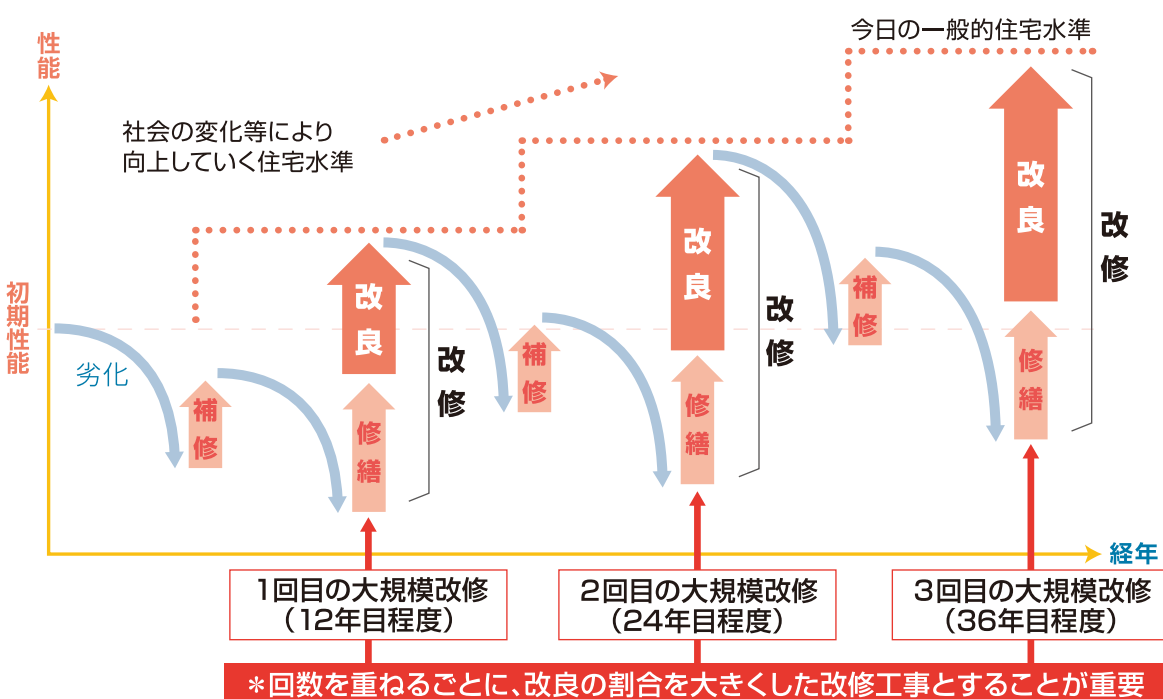 性能
今日の一般的住宅水準
社会の変化等により
向上していく住宅水準
初期性能
劣化
補修
修繕
改良
改修
補修
修繕
改良
改修
補修
修繕
改良
改修
経年
1回目の大規模改修
（12年目程度）
2回目の大規模改修
（24年目程度）
3回目の大規模改修
（36年目程度）
＊回数を重ねるごとに、改良の割合を大きくした改修工事とすることが重要